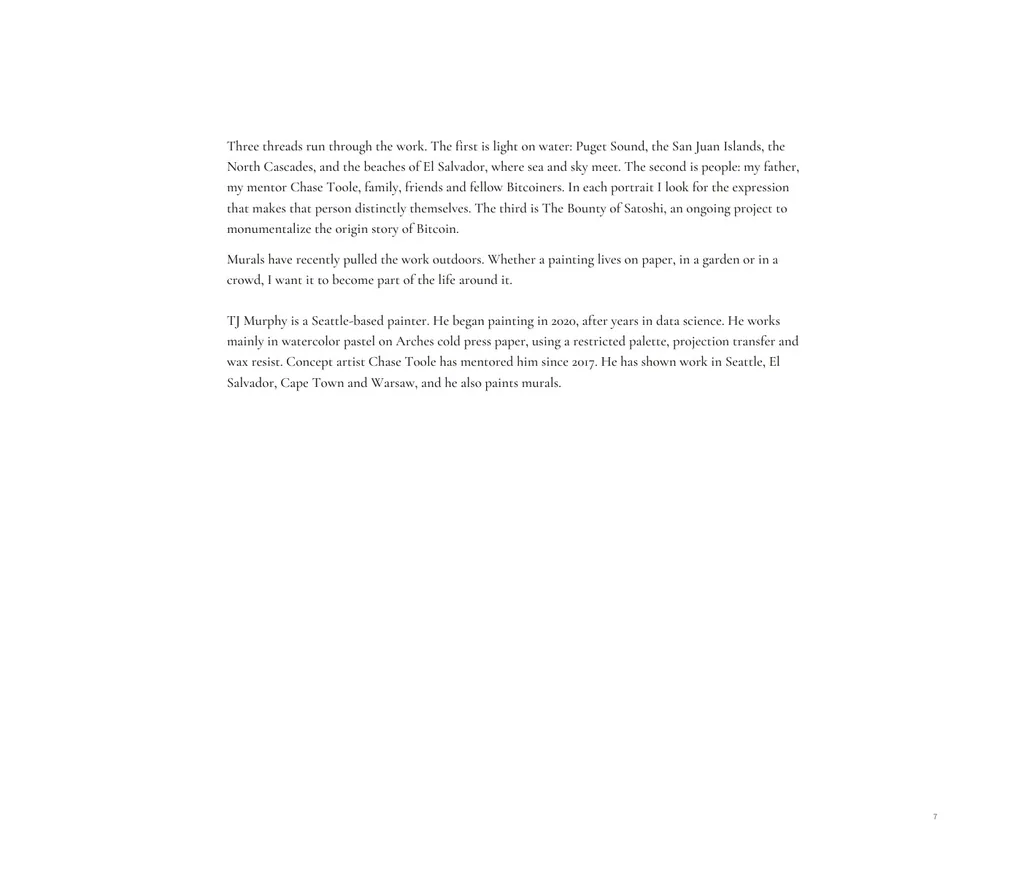 Three threads run through the work. The first is light on water: Puget Sound, the San Juan Islands, the
North Cascades, and the beaches of El Salvador, where sea and sky meet. The second is people: my father,
my mentor Chase Toole, family, friends and fellow Bitcoiners. In each portrait I look for the expression
that makes that person distinctly themselves. The third is The Bounty of Satoshi, an ongoing project to
monumentalize the origin story of Bitcoin.
Murals have recently pulled the work outdoors. Whether a painting lives on paper, in a garden or in a
crowd, I want it to become part of the life around it.
TJ Murphy is a Seattle-based painter. He began painting in 2020, after years in data science. He works
mainly in watercolor pastel on Arches cold press paper, using a restricted palette, projection transfer and
wax resist. Concept artist Chase Toole has mentored him since 2017. He has shown work in Seattle, El
Salvador, Cape Town and Warsaw, and he also paints murals.
7